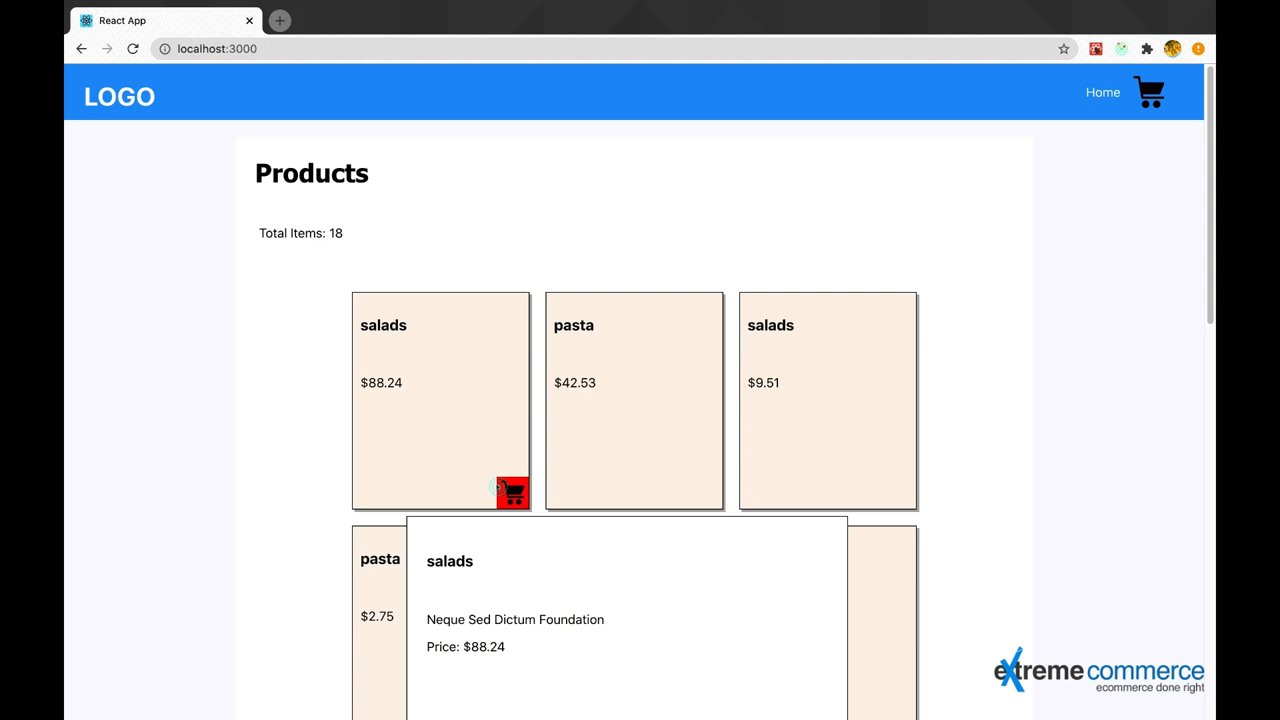 React App
localhost:3000
LOGO
Home
Products
Total Items: 18
salads
$88.24
pasta
$42.53
salads
$9.51
pasta
$2.75
salads
Neque Sed Dictum Foundation
Price: $88.24
extreme commerce
ecommerce done right